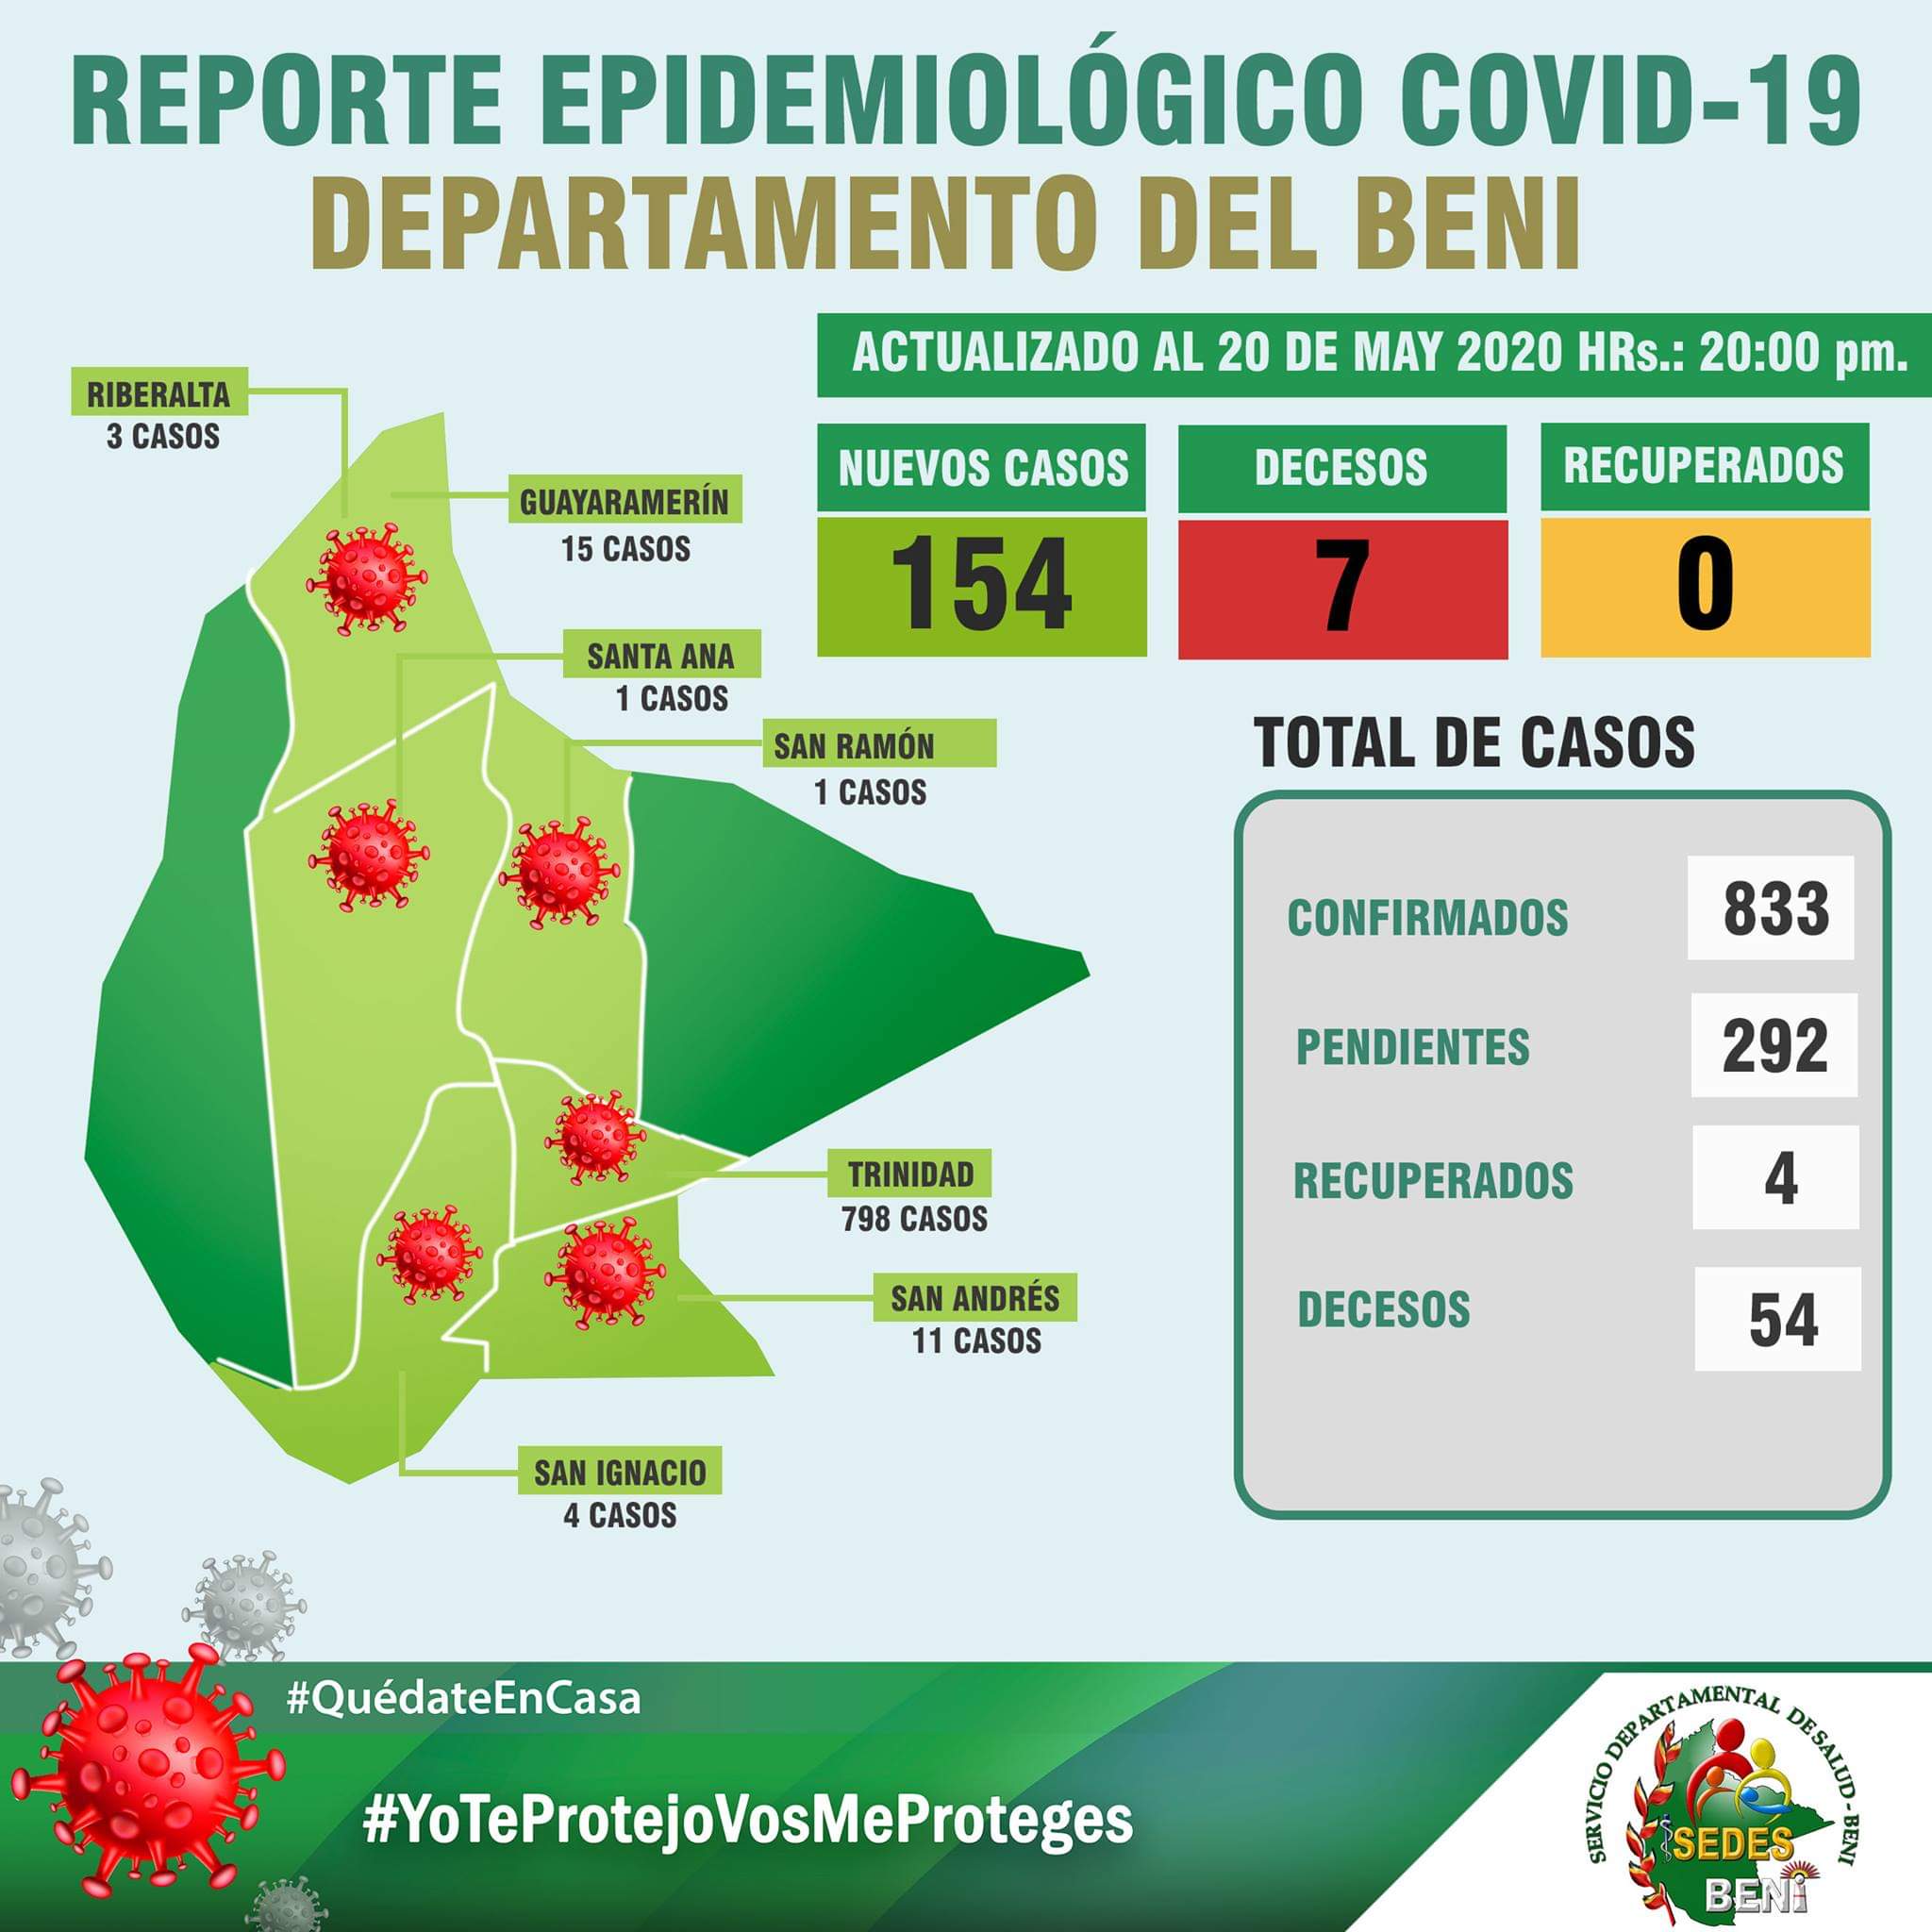 REPORTE EPIDEMIOLÓGICO COVID-19
DEPARTAMENTO DEL BENI
ACTUALIZADO AL 20 DE MAY 2020 HRs.: 20:00 pm.
NUEVOS CASOS
154
DECESOS
7
RECUPERADOS
0
RIBERALTA
3 CASOS
GUAYARAMERÍN
15 CASOS
SANTA ANA
1 CASOS
SAN RAMÓN
1 CASOS
TRINIDAD
798 CASOS
SAN ANDRÉS
11 CASOS
SAN IGNACIO
4 CASOS
TOTAL DE CASOS
CONFIRMADOS 833
PENDIENTES 292
RECUPERADOS 4
DECESOS 54
#QuédateEnCasa
#YoTeProtejoVosMeProteges
SERVICIO DEPARTAMENTAL DE SALUD - BENI
SEDES
BENi